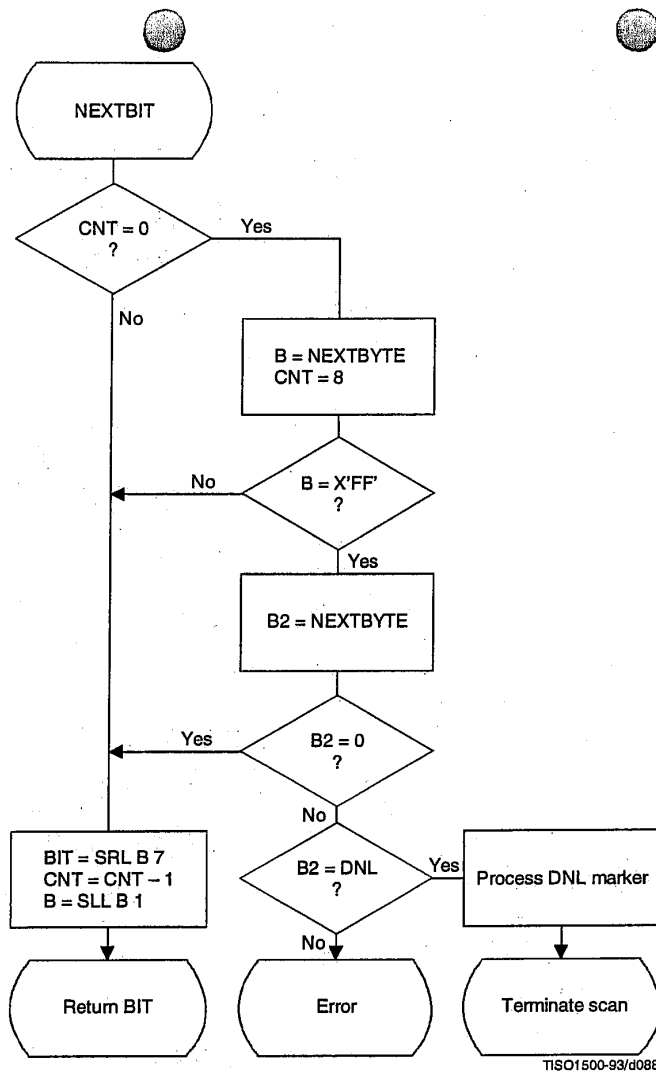 NEXTBIT
CNT = 0
?
Yes
No
B = NEXTBYTE
CNT = 8
B = X'FF'
?
No
Yes
B2 = NEXTBYTE
B2 = 0
?
Yes
No
BIT = SRL B 7
CNT = CNT – 1
B = SLL B 1
B2 = DNL
?
Yes
Process DNL marker
No
Return BIT
Error
Terminate scan
TISO1500-93/d088